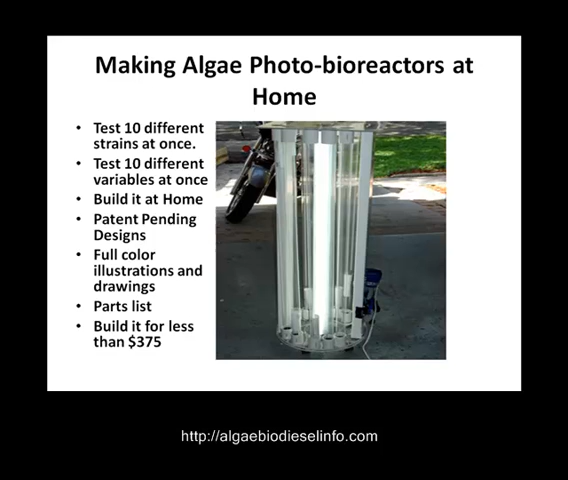 Making Algae Photo-bioreactors at
Home
• Test 10 different
strains at once.
• Test 10 different
variables at once
• Build it at Home
• Patent Pending
Designs
• Full color
illustrations and
drawings
• Parts list
• Build it for less
than $375
http://algaebiodieselinfo.com